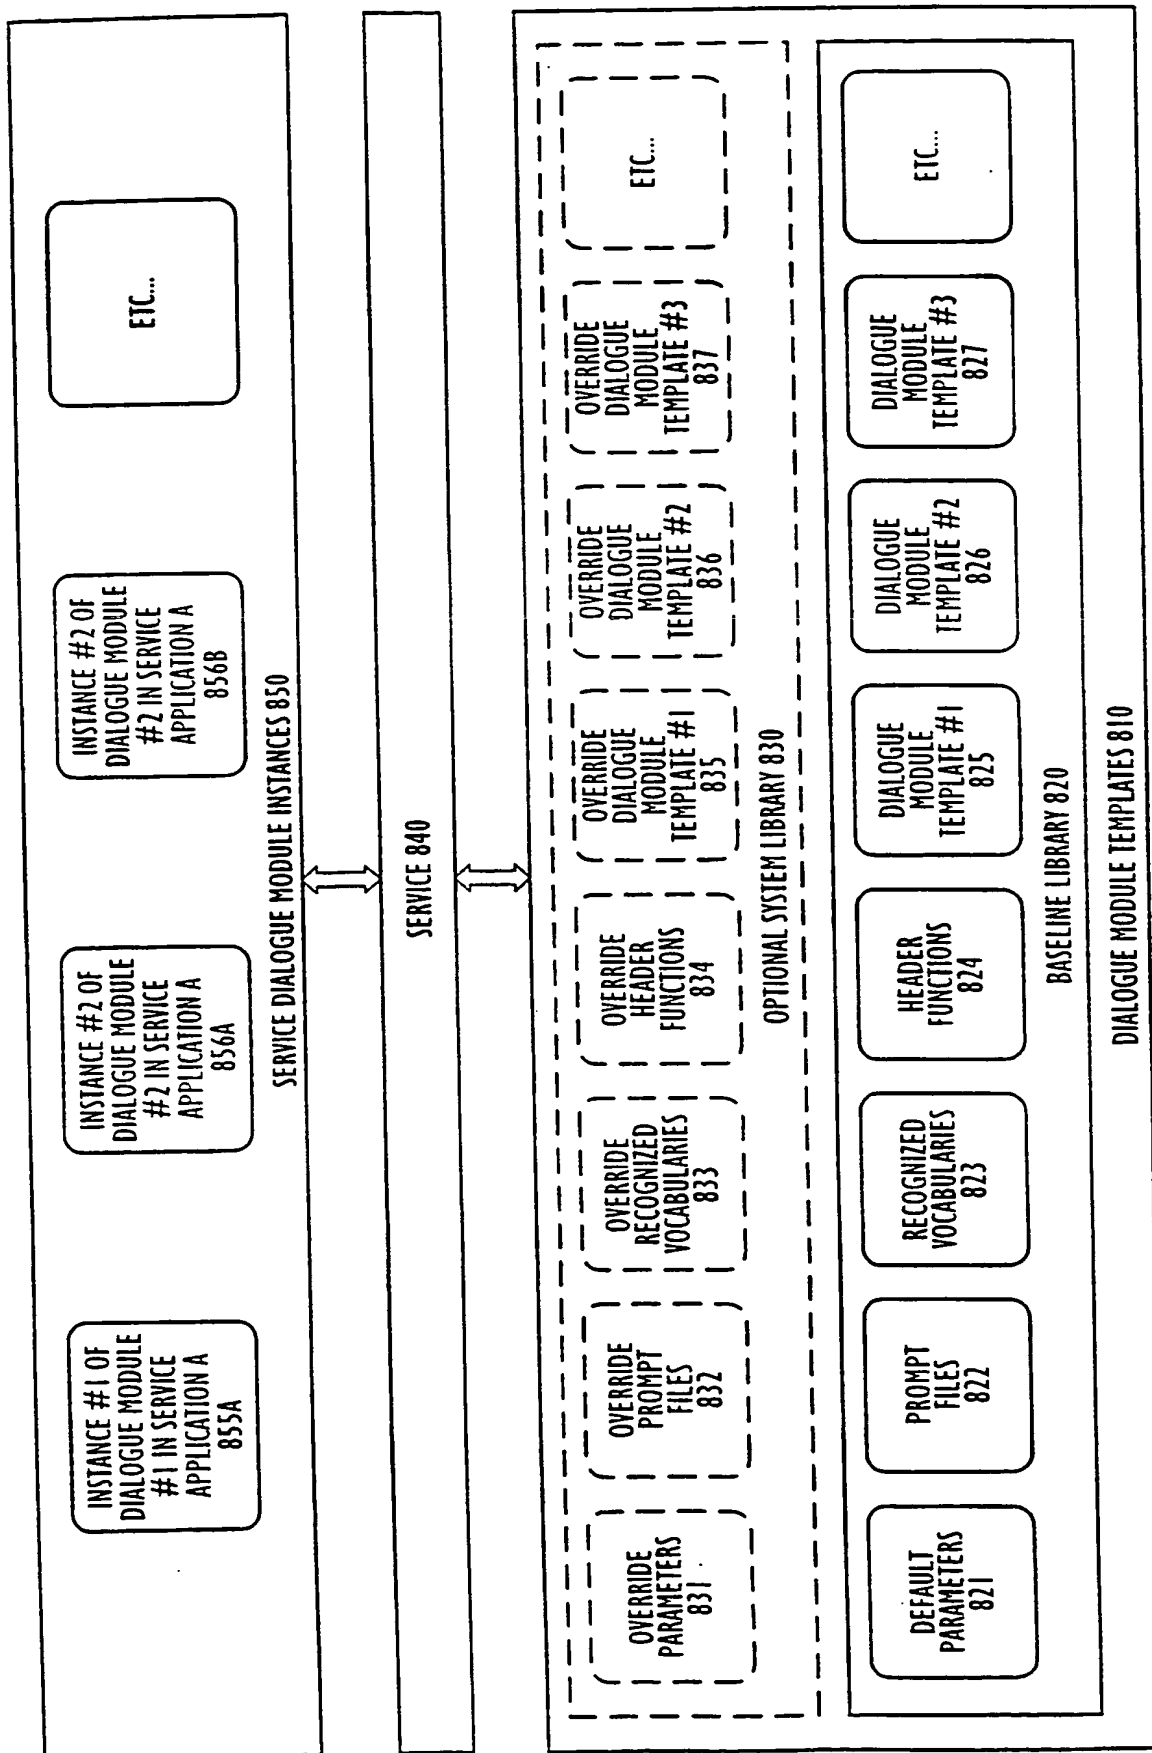 INSTANCE #1 OF
DIALOGUE MODULE
#1 IN SERVICE
APPLICATION A
855A
INSTANCE #2 OF
DIALOGUE MODULE
#2 IN SERVICE
APPLICATION A
856A
INSTANCE #2 OF
DIALOGUE MODULE
#2 IN SERVICE
APPLICATION A
856B
ETC...
SERVICE DIALOGUE MODULE INSTANCES 850
SERVICE 840
OVERRIDE
PARAMETERS
831
OVERRIDE
PROMPT
FILES
832
OVERRIDE
RECOGNIZED
VOCABULARIES
833
OVERRIDE
HEADER
FUNCTIONS
834
OVERRIDE
DIALOGUE
MODULE
TEMPLATE #1
835
OVERRIDE
DIALOGUE
MODULE
TEMPLATE #2
836
OVERRIDE
DIALOGUE
MODULE
TEMPLATE #3
837
ETC...
OPTIONAL SYSTEM LIBRARY 830
DEFAULT
PARAMETERS
821
PROMPT
FILES
822
RECOGNIZED
VOCABULARIES
823
HEADER
FUNCTIONS
824
DIALOGUE
MODULE
TEMPLATE #1
825
DIALOGUE
MODULE
TEMPLATE #2
826
DIALOGUE
MODULE
TEMPLATE #3
827
ETC...
BASELINE LIBRARY 820
DIALOGUE MODULE TEMPLATES 810